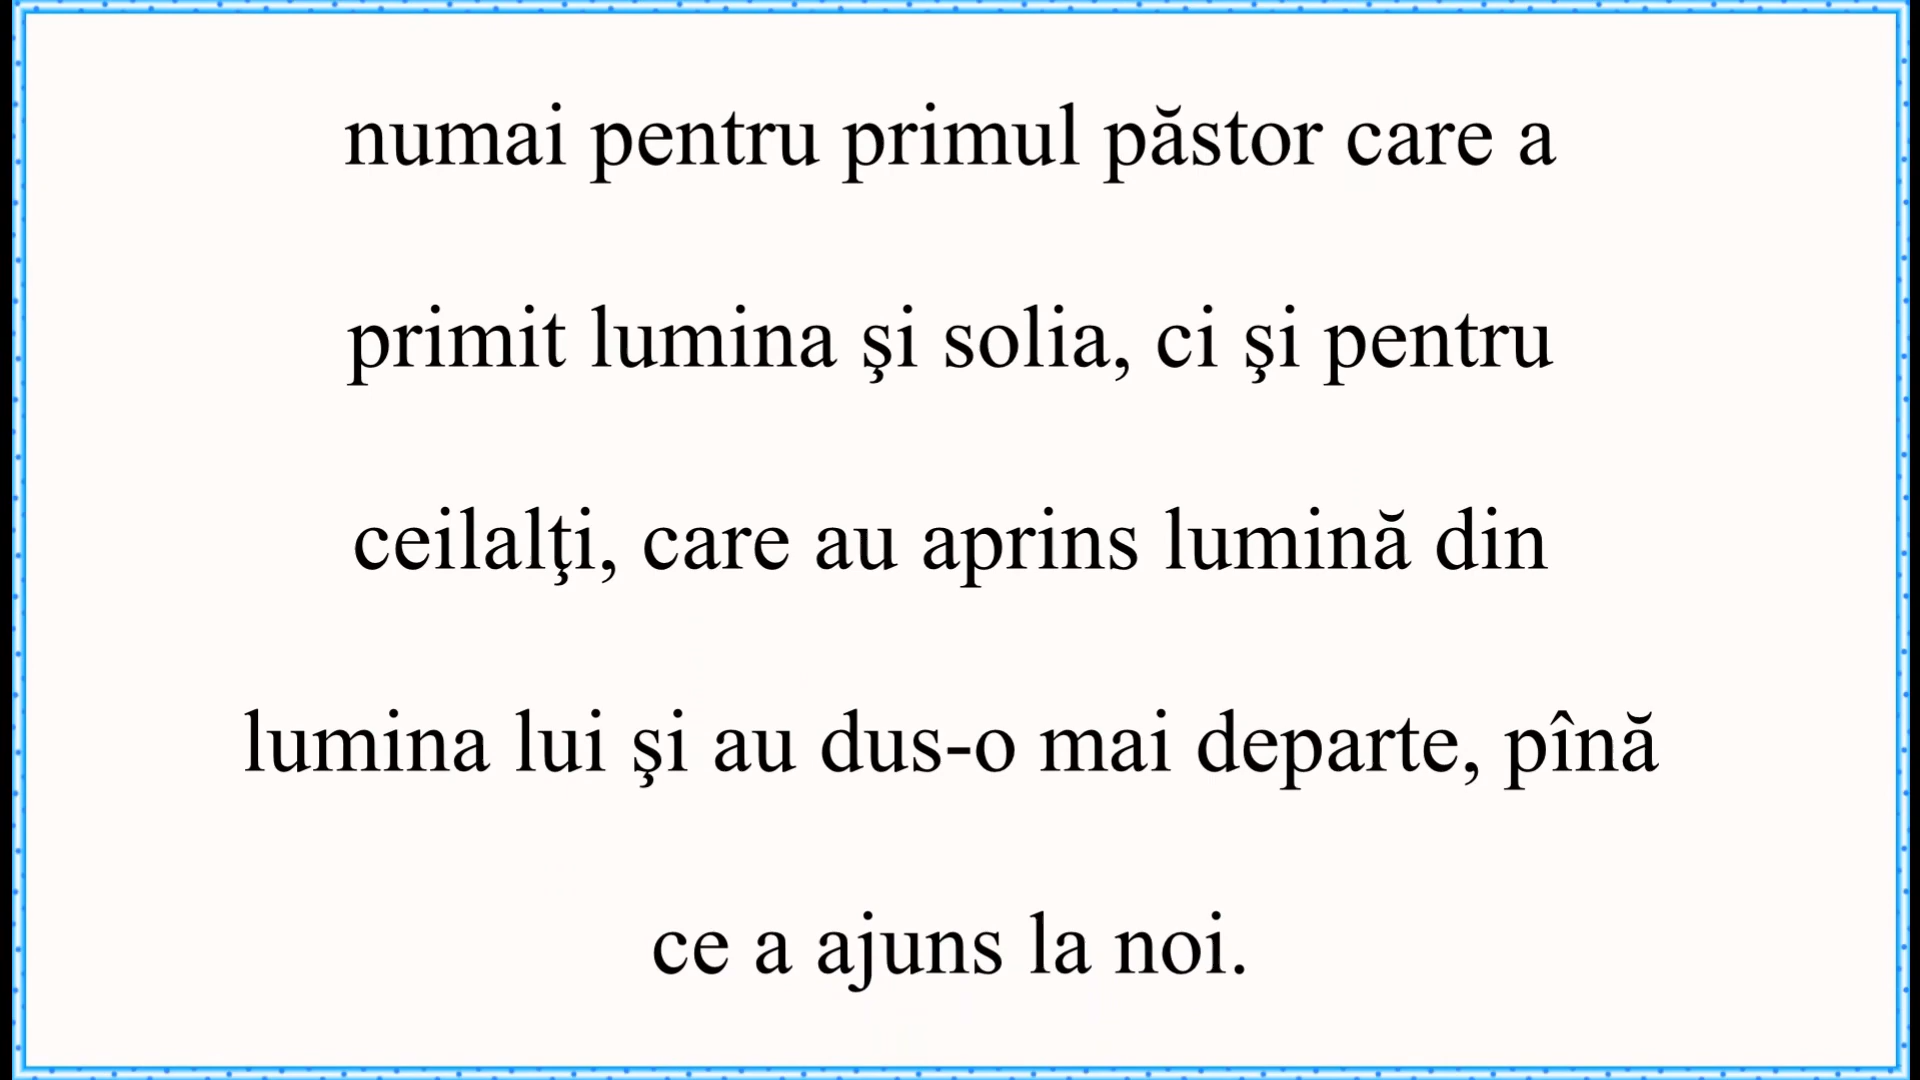 numai pentru primul păstor care a
primit lumina şi solia, ci şi pentru
ceilalţi, care au aprins lumină din
lumina lui şi au dus-o mai departe, pînă
ce a ajuns la noi.